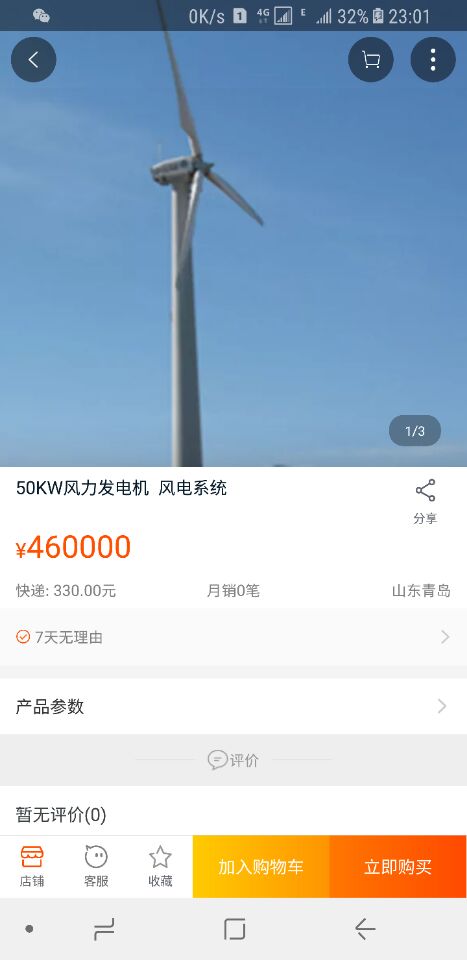 0K/s 1 4G E 32% 23:01
1/3
50KW风力发电机 风电系统
分享
¥460000
快递: 330.00元 月销0笔 山东青岛
7天无理由
产品参数
评价
暂无评价(0)
店铺 客服 收藏 加入购物车 立即购买